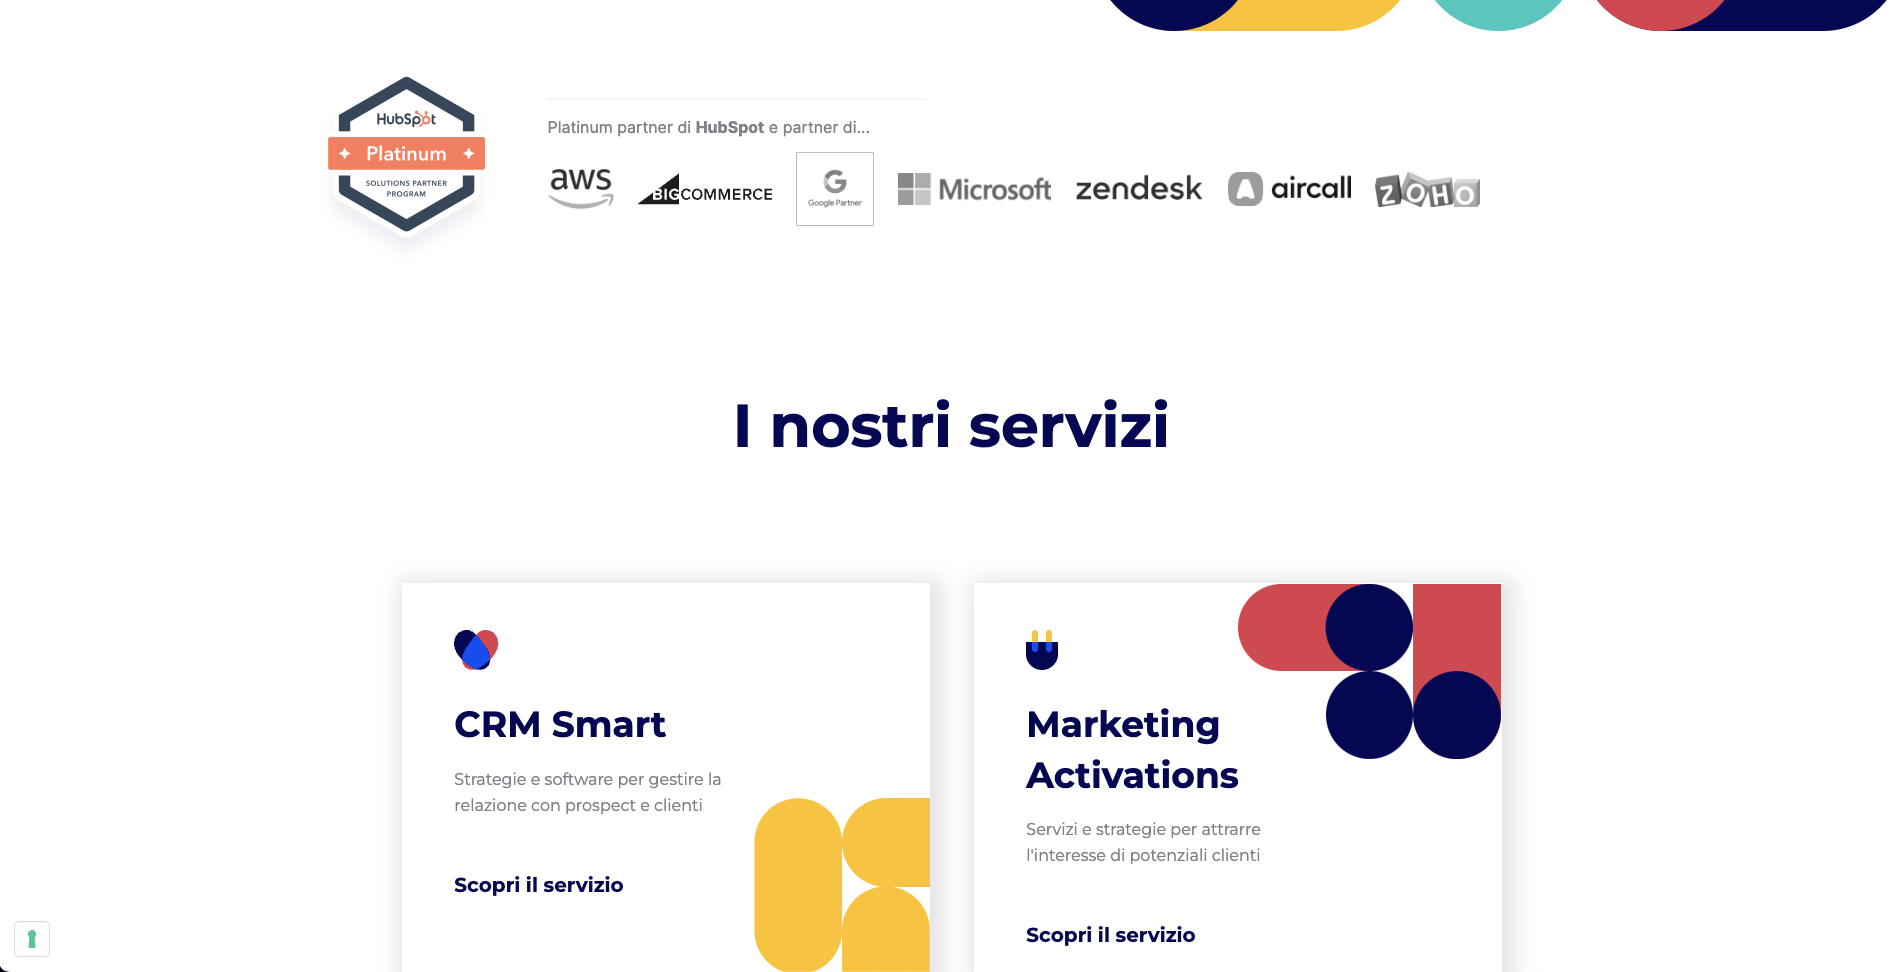 HubSpot
Platinum
SOLUTIONS PARTNER
PROGRAM
Platinum partner di HubSpot e partner di...
aws
BIGCOMMERCE
G
Google Partner
Microsoft
zendesk
aircall
ZOHO
I nostri servizi
CRM Smart
Strategie e software per gestire la
relazione con prospect e clienti
Scopri il servizio
Marketing
Activations
Servizi e strategie per attrarre
l'interesse di potenziali clienti
Scopri il servizio